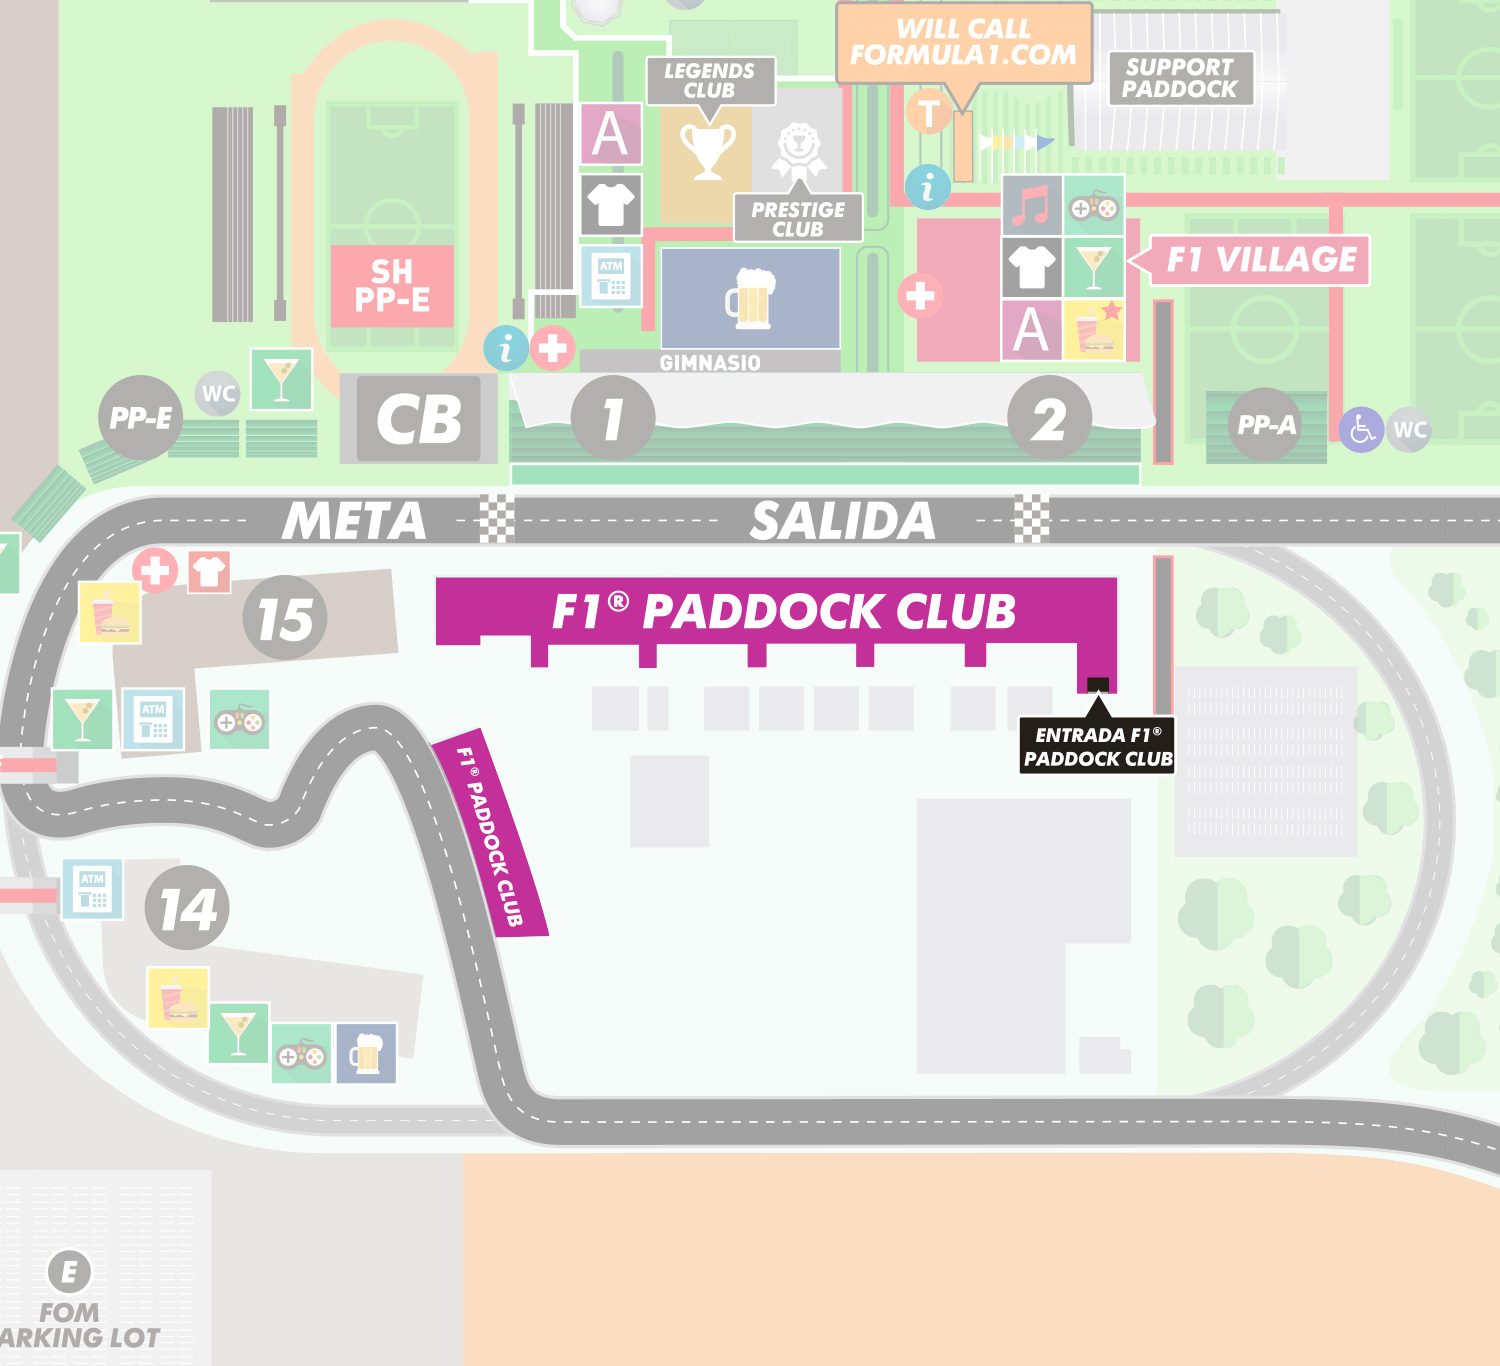 WILL CALL
FORMULA1.COM
SUPPORT
PADDOCK
LEGENDS
CLUB
T
A
i
PRESTIGE
CLUB
ATM
F1 VILLAGE
SH
PP-E
A
i
GIMNASIO
PP-E
WC
CB
1
2
PP-A
WC
META
SALIDA
15
F1® PADDOCK CLUB
ATM
ENTRADA F1®
PADDOCK CLUB
F1® PADDOCK CLUB
ATM
14
E
FOM
ARKING LOT